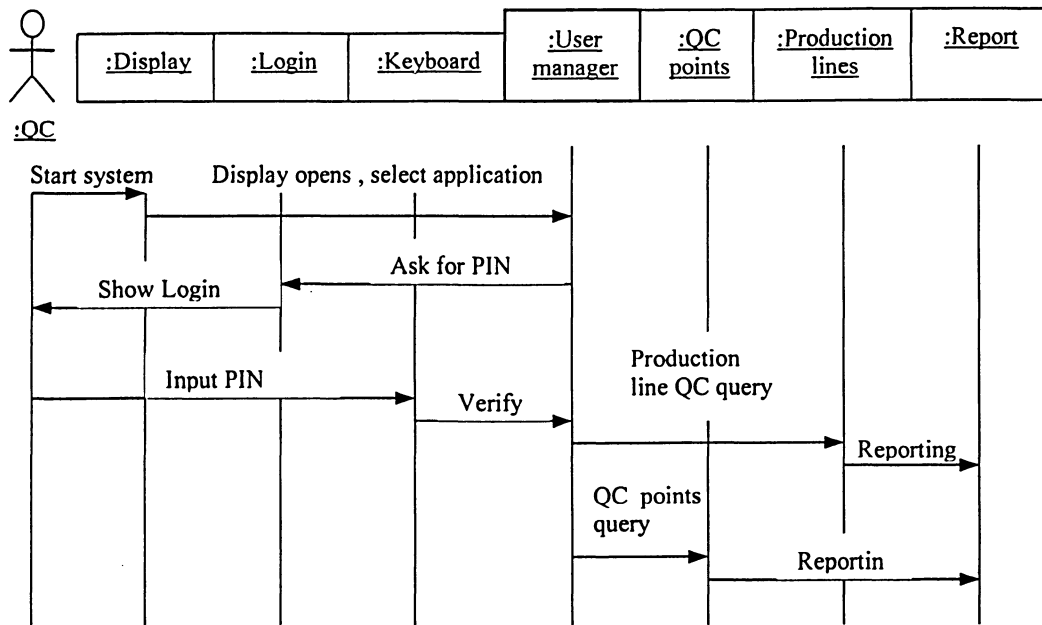 :Display
:Login
:Keyboard
:User
manager
:QC
points
:Production
lines
:Report
:QC
Start system
Display opens , select application
Ask for PIN
Show Login
Production
line QC query
Input PIN
Verify
Reporting
QC points
query
Reportin